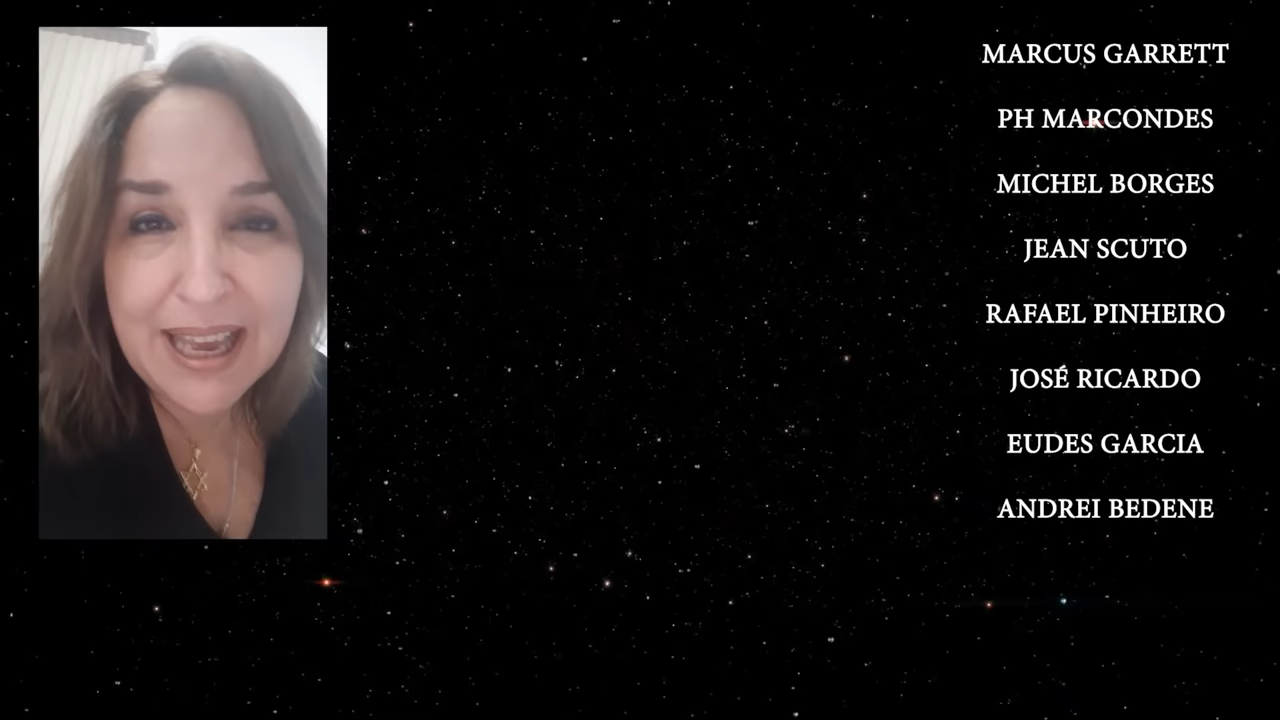 MARCUS GARRETT
PH MARCONDES
MICHEL BORGES
JEAN SCUTO
RAFAEL PINHEIRO
JOSÉ RICARDO
EUDES GARCIA
ANDREI BEDENE